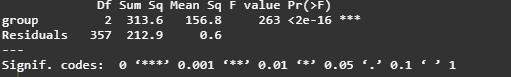 Df Sum Sq Mean Sq F value Pr(>F)
group         2  313.6   156.8     263 <2e-16 ***
Residuals   357  212.9     0.6
---
Signif. codes:  0 ‘***’ 0.001 ‘**’ 0.01 ‘*’ 0.05 ‘.’ 0.1 ‘ ’ 1